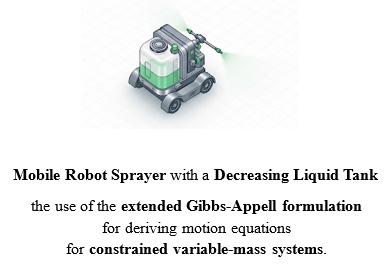 Mobile Robot Sprayer with a Decreasing Liquid Tank
the use of the extended Gibbs-Appell formulation
for deriving motion equations
for constrained variable-mass systems.